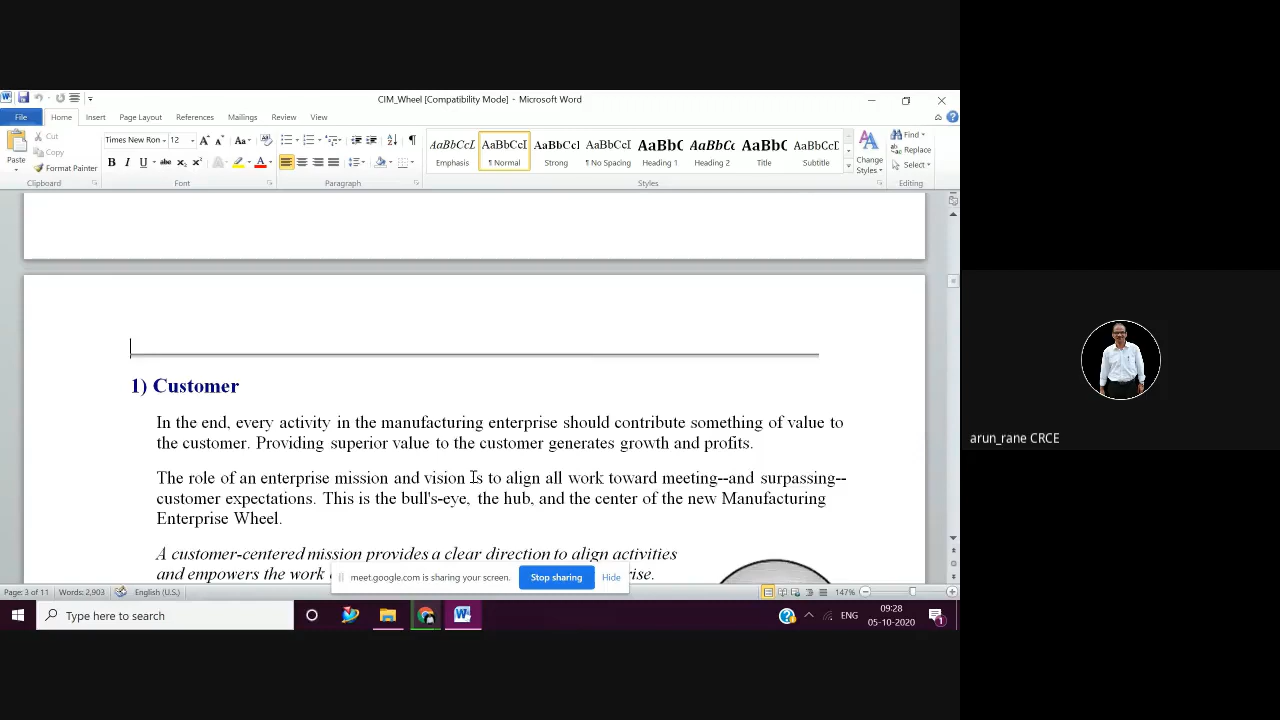 CIM_Wheel [Compatibility Mode] - Microsoft Word
File Home Insert Page Layout References Mailings Review View
Paste
Cut
Copy
Format Painter
Clipboard
Times New Ron 12
Font
Paragraph
AaBbCcL AaBbCcI AaBbCcI AaBbCcI AaBbC AaBbCc AaBbC AaBbCcI
Emphasis ¶ Normal Strong ¶ No Spacing Heading 1 Heading 2 Title Subtitle
Styles
Change
Styles
Find
Replace
Select
Editing
1) Customer
In the end, every activity in the manufacturing enterprise should contribute something of value to
the customer. Providing superior value to the customer generates growth and profits.
The role of an enterprise mission and vision is to align all work toward meeting--and surpassing--
customer expectations. This is the bull's-eye, the hub, and the center of the new Manufacturing
Enterprise Wheel.
A customer-centered mission provides a clear direction to align activities
and empowers the work
meet.google.com is sharing your screen. Stop sharing Hide
Page: 3 of 11 Words: 2,903 English (U.S.) 147%
Type here to search
ENG
09:28
05-10-2020
1
arun_rane CRCE